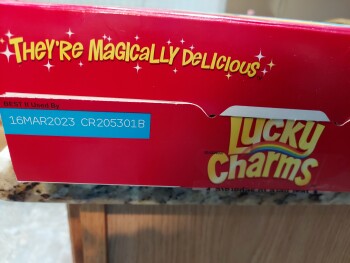 They're Magically Delicious
BEST if Used By
16MAR2023 CR2053018
Lucky
Charms